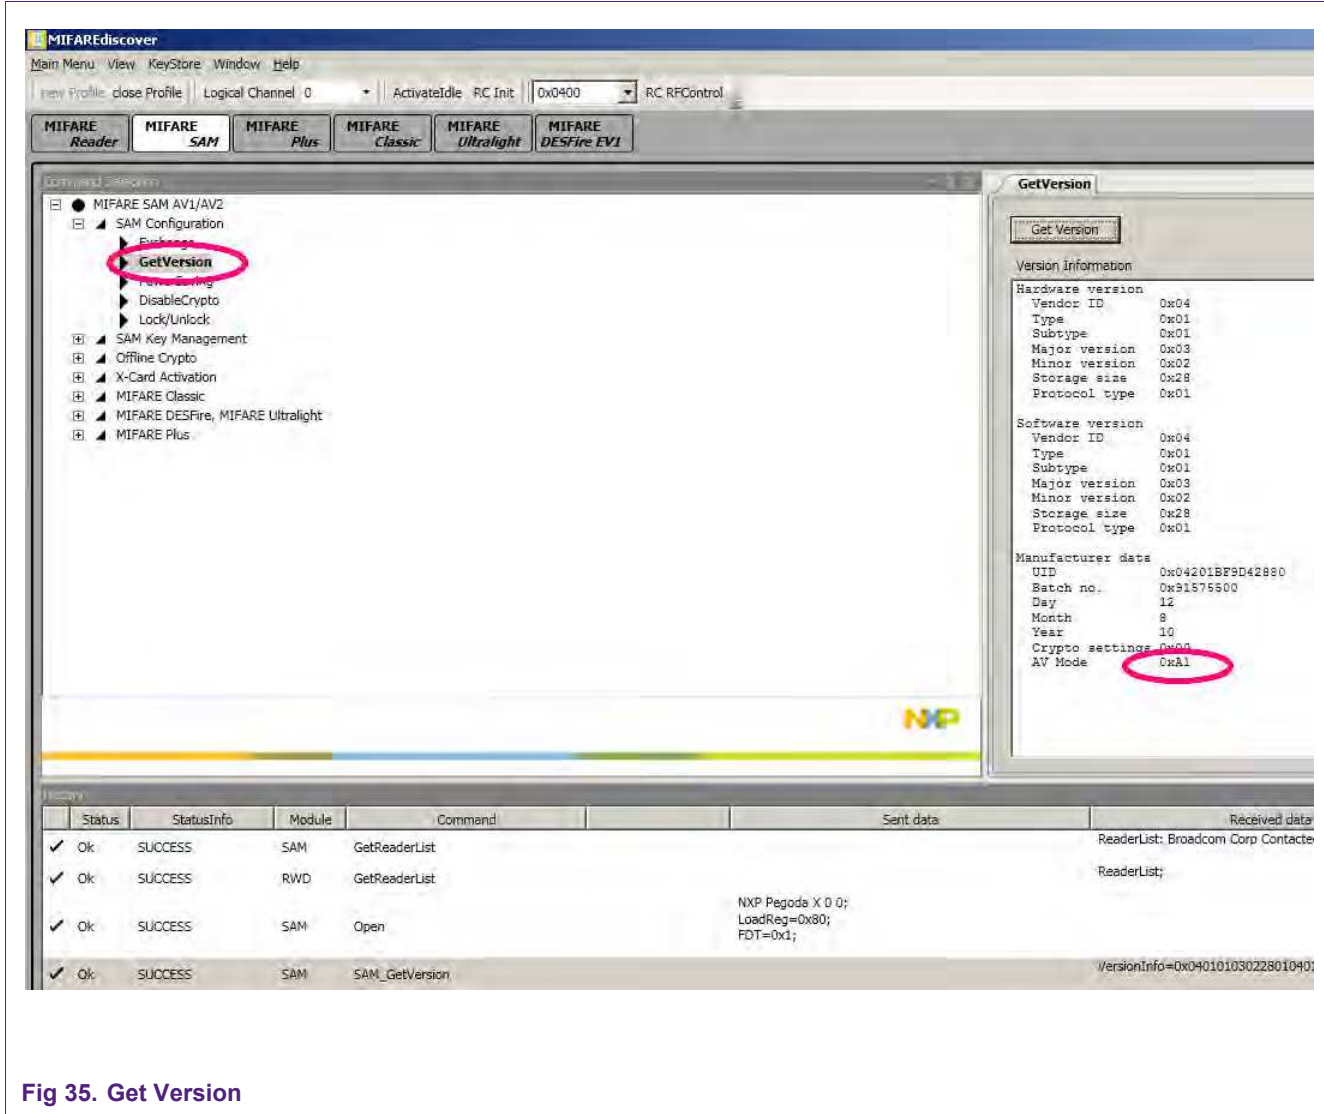 MIFAREdiscover
Main Menu View KeyStore Window Help
new Profile close Profile Logical Channel 0 ActivateIdle RC Init 0x0400 RC RFControl
MIFARE Reader MIFARE SAM MIFARE Plus MIFARE Classic MIFARE Ultralight MIFARE DESFire EV1
Command Selection
MIFARE SAM AV1/AV2
SAM Configuration
Exchange
GetVersion
DisableCrypto
Lock/Unlock
SAM Key Management
Offline Crypto
X-Card Activation
MIFARE Classic
MIFARE DESFire, MIFARE Ultralight
MIFARE Plus
NXP
GetVersion
Get Version
Version Information
Hardware version
Vendor ID 0x04
Type 0x01
Subtype 0x01
Major version 0x03
Minor version 0x02
Storage size 0x28
Protocol type 0x01
Software version
Vendor ID 0x04
Type 0x01
Subtype 0x01
Major version 0x03
Minor version 0x02
Storage size 0x28
Protocol type 0x01
Manufacturer data
UID 0x04201BF9D42880
Batch no. 0x91575500
Day 12
Month 8
Year 10
Crypto settings 0x00
AV Mode 0xA1
History
Status StatusInfo Module Command Sent data Received data
Ok SUCCESS SAM GetReaderList ReaderList: Broadcom Corp Contacte
Ok SUCCESS RWD GetReaderList ReaderList;
NXP Pegoda X 0 0;
Ok SUCCESS SAM Open LoadReg=0x80;
FDT=0x1;
Ok SUCCESS SAM SAM_GetVersion VersionInfo=0x040101030228010401
Fig 35. Get Version